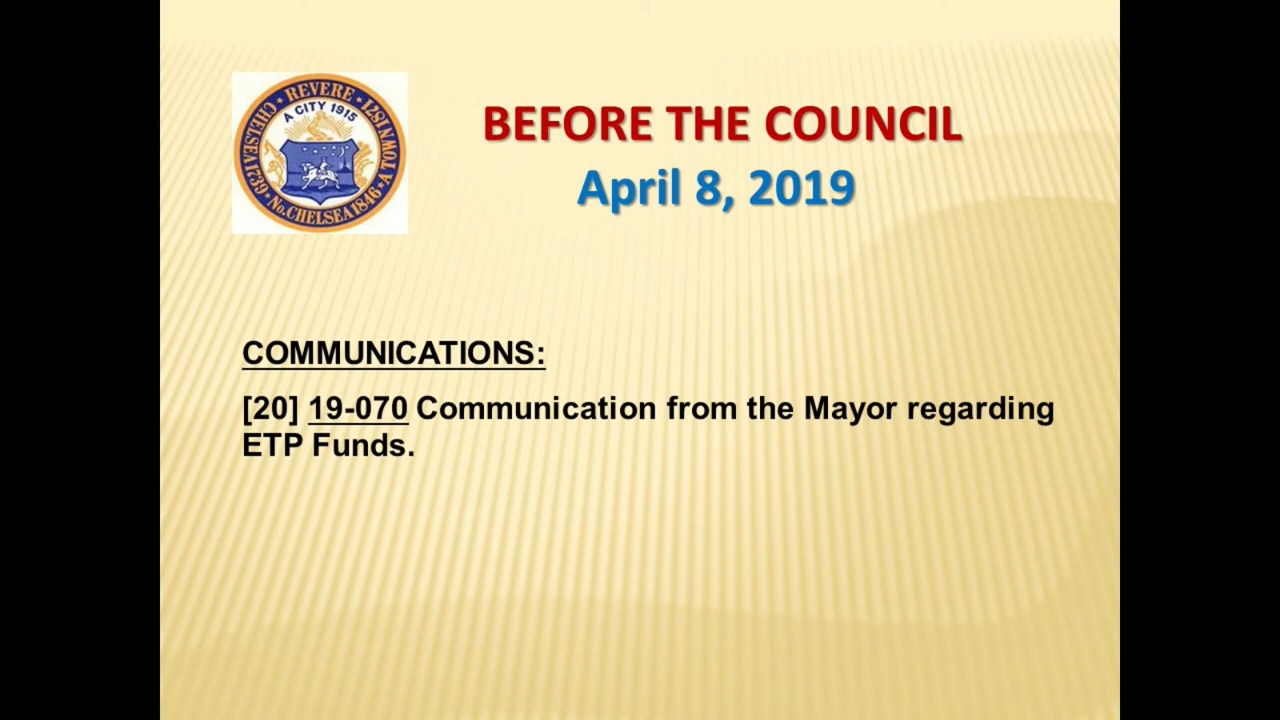 REVERE
A CITY 1915
CHELSEA 1739 • No. CHELSEA 1846 • A TOWN 1871
BEFORE THE COUNCIL
April 8, 2019
COMMUNICATIONS:
[20] 19-070 Communication from the Mayor regarding
ETP Funds.